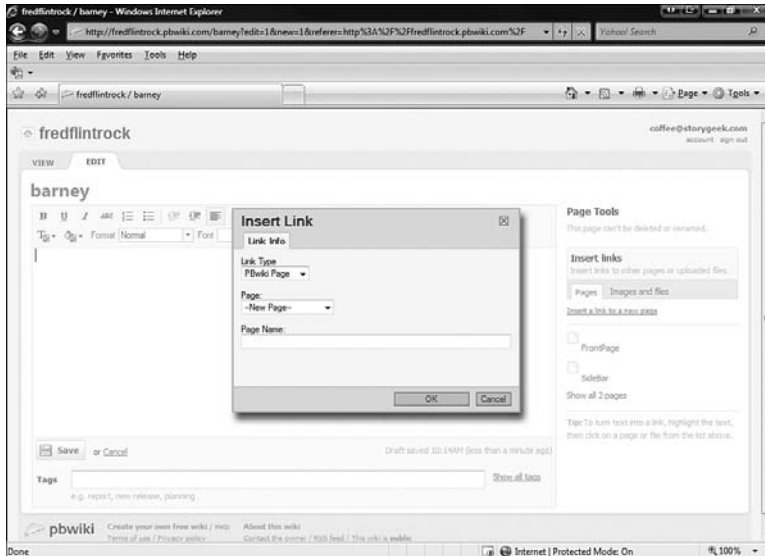 fredflintrock / barney - Windows Internet Explorer
http://fredflintrock.pbwiki.com/barney?edit=1&new=1&referer=http%3A%2F%2Ffredflintrock.pbwiki.com%2F
Yahoo! Search
File Edit View Favorites Tools Help
fredflintrock / barney
Page Tools
fredflintrock
coffee@storygeek.com
account sign out
VIEW EDIT
barney
B U I ABC
Format Normal Font
Insert Link
Link Info
Link Type
PBwiki Page
Page:
--New Page--
Page Name:
OK Cancel
Page Tools
This page can't be deleted or renamed.
Insert links
Insert links to other pages or uploaded files.
Pages Images and files
Insert a link to a new page
FrontPage
SideBar
Show all 2 pages
Tip: To turn text into a link, highlight the text,
then click on a page or file from the list above.
Save or Cancel
Draft saved 10:14AM (less than a minute ago)
Tags
Show all tags
e.g. report, new release, planning
pbwiki
Create your own free wiki / Help
Terms of use / Privacy policy
About this wiki
Contact the owner / RSS feed / This wiki is public
Done
Internet | Protected Mode: On
100%